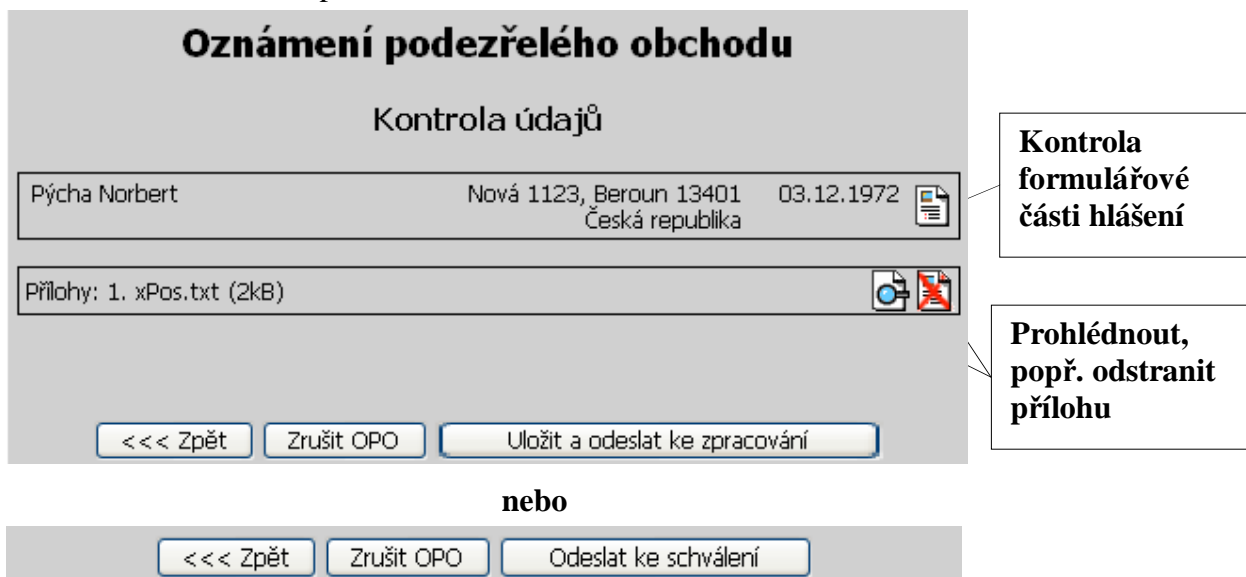 Oznámení podezřelého obchodu
Kontrola údajů
Pýcha Norbert Nová 1123, Beroun 13401 03.12.1972
Česká republika
Kontrola
formulářové
části hlášení
Přílohy: 1. xPos.txt (2kB)
Prohlédnout,
popř. odstranit
přílohu
<<< Zpět Zrušit OPO Uložit a odeslat ke zpracování
nebo
<<< Zpět Zrušit OPO Odeslat ke schválení